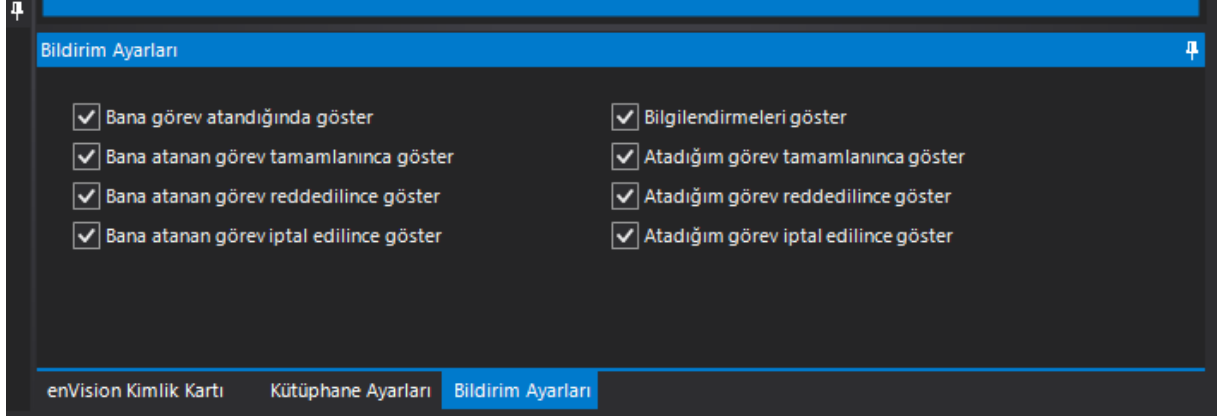 Bildirim Ayarları
Bana görev atandığında göster
Bana atanan görev tamamlanınca göster
Bana atanan görev reddedilince göster
Bana atanan görev iptal edilince göster
Bilgilendirmeleri göster
Atadığım görev tamamlanınca göster
Atadığım görev reddedilince göster
Atadığım görev iptal edilince göster
enVision Kimlik Kartı
Kütüphane Ayarları
Bildirim Ayarları